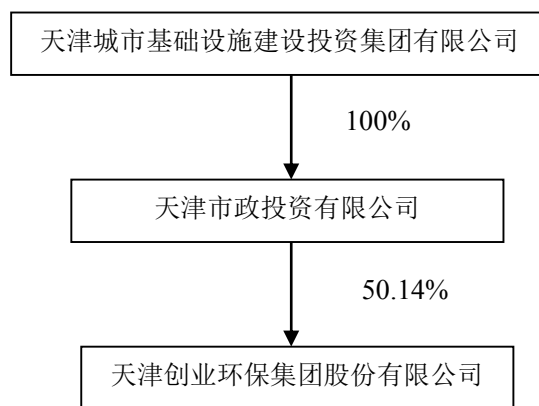 天津城市基础设施建设投资集团有限公司
100%
天津市政投资有限公司
50.14%
天津创业环保集团股份有限公司